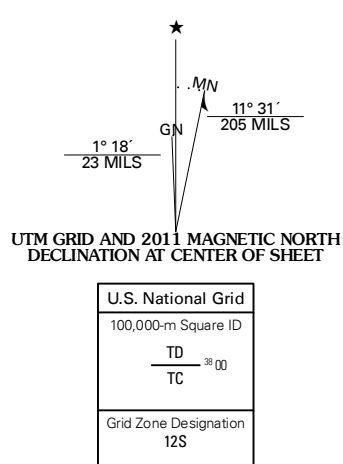 ★
MN
GN
11° 31´
205 MILS
1° 18´
23 MILS
UTM GRID AND 2011 MAGNETIC NORTH
DECLINATION AT CENTER OF SHEET
U.S. National Grid
100,000-m Square ID
TD
38 00
TC
Grid Zone Designation
12S